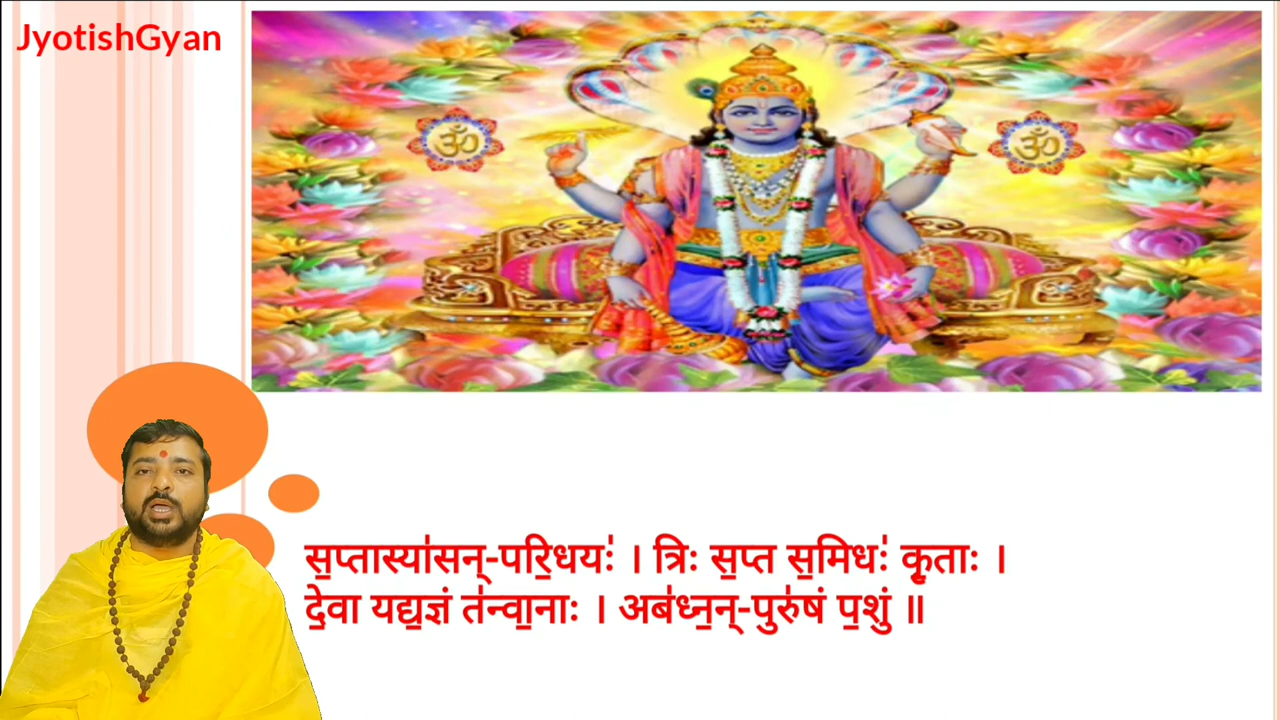 JyotishGyan
ॐ ॐ
स॒प्तास्या॑सन्-परि॒धयः॑ । त्रिः स॒प्त स॒मिधः॑ कृ॒ताः ।
दे॒वा यद्य॒ज्ञं त॑न्वा॒नाः । अब॑ध्न॒न्-पुरु॑षं प॒शुं ॥